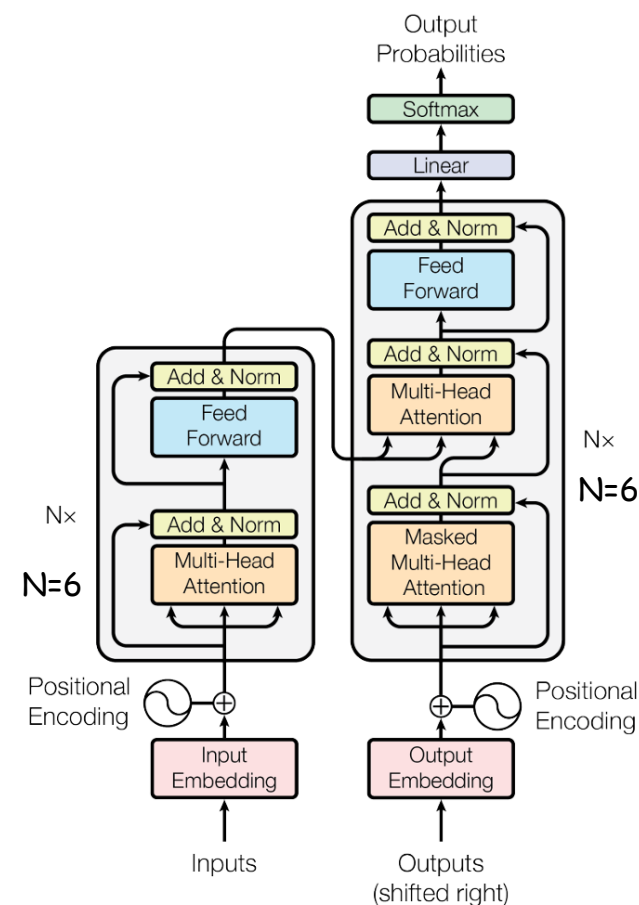 Output
Probabilities
Softmax
Linear
Add & Norm
Feed
Forward
Add & Norm
Multi-Head
Attention
Add & Norm
Masked
Multi-Head
Attention
N×
N=6
Add & Norm
Feed
Forward
Add & Norm
Multi-Head
Attention
N×
N=6
Positional
Encoding
Positional
Encoding
Input
Embedding
Output
Embedding
Inputs
Outputs
(shifted right)